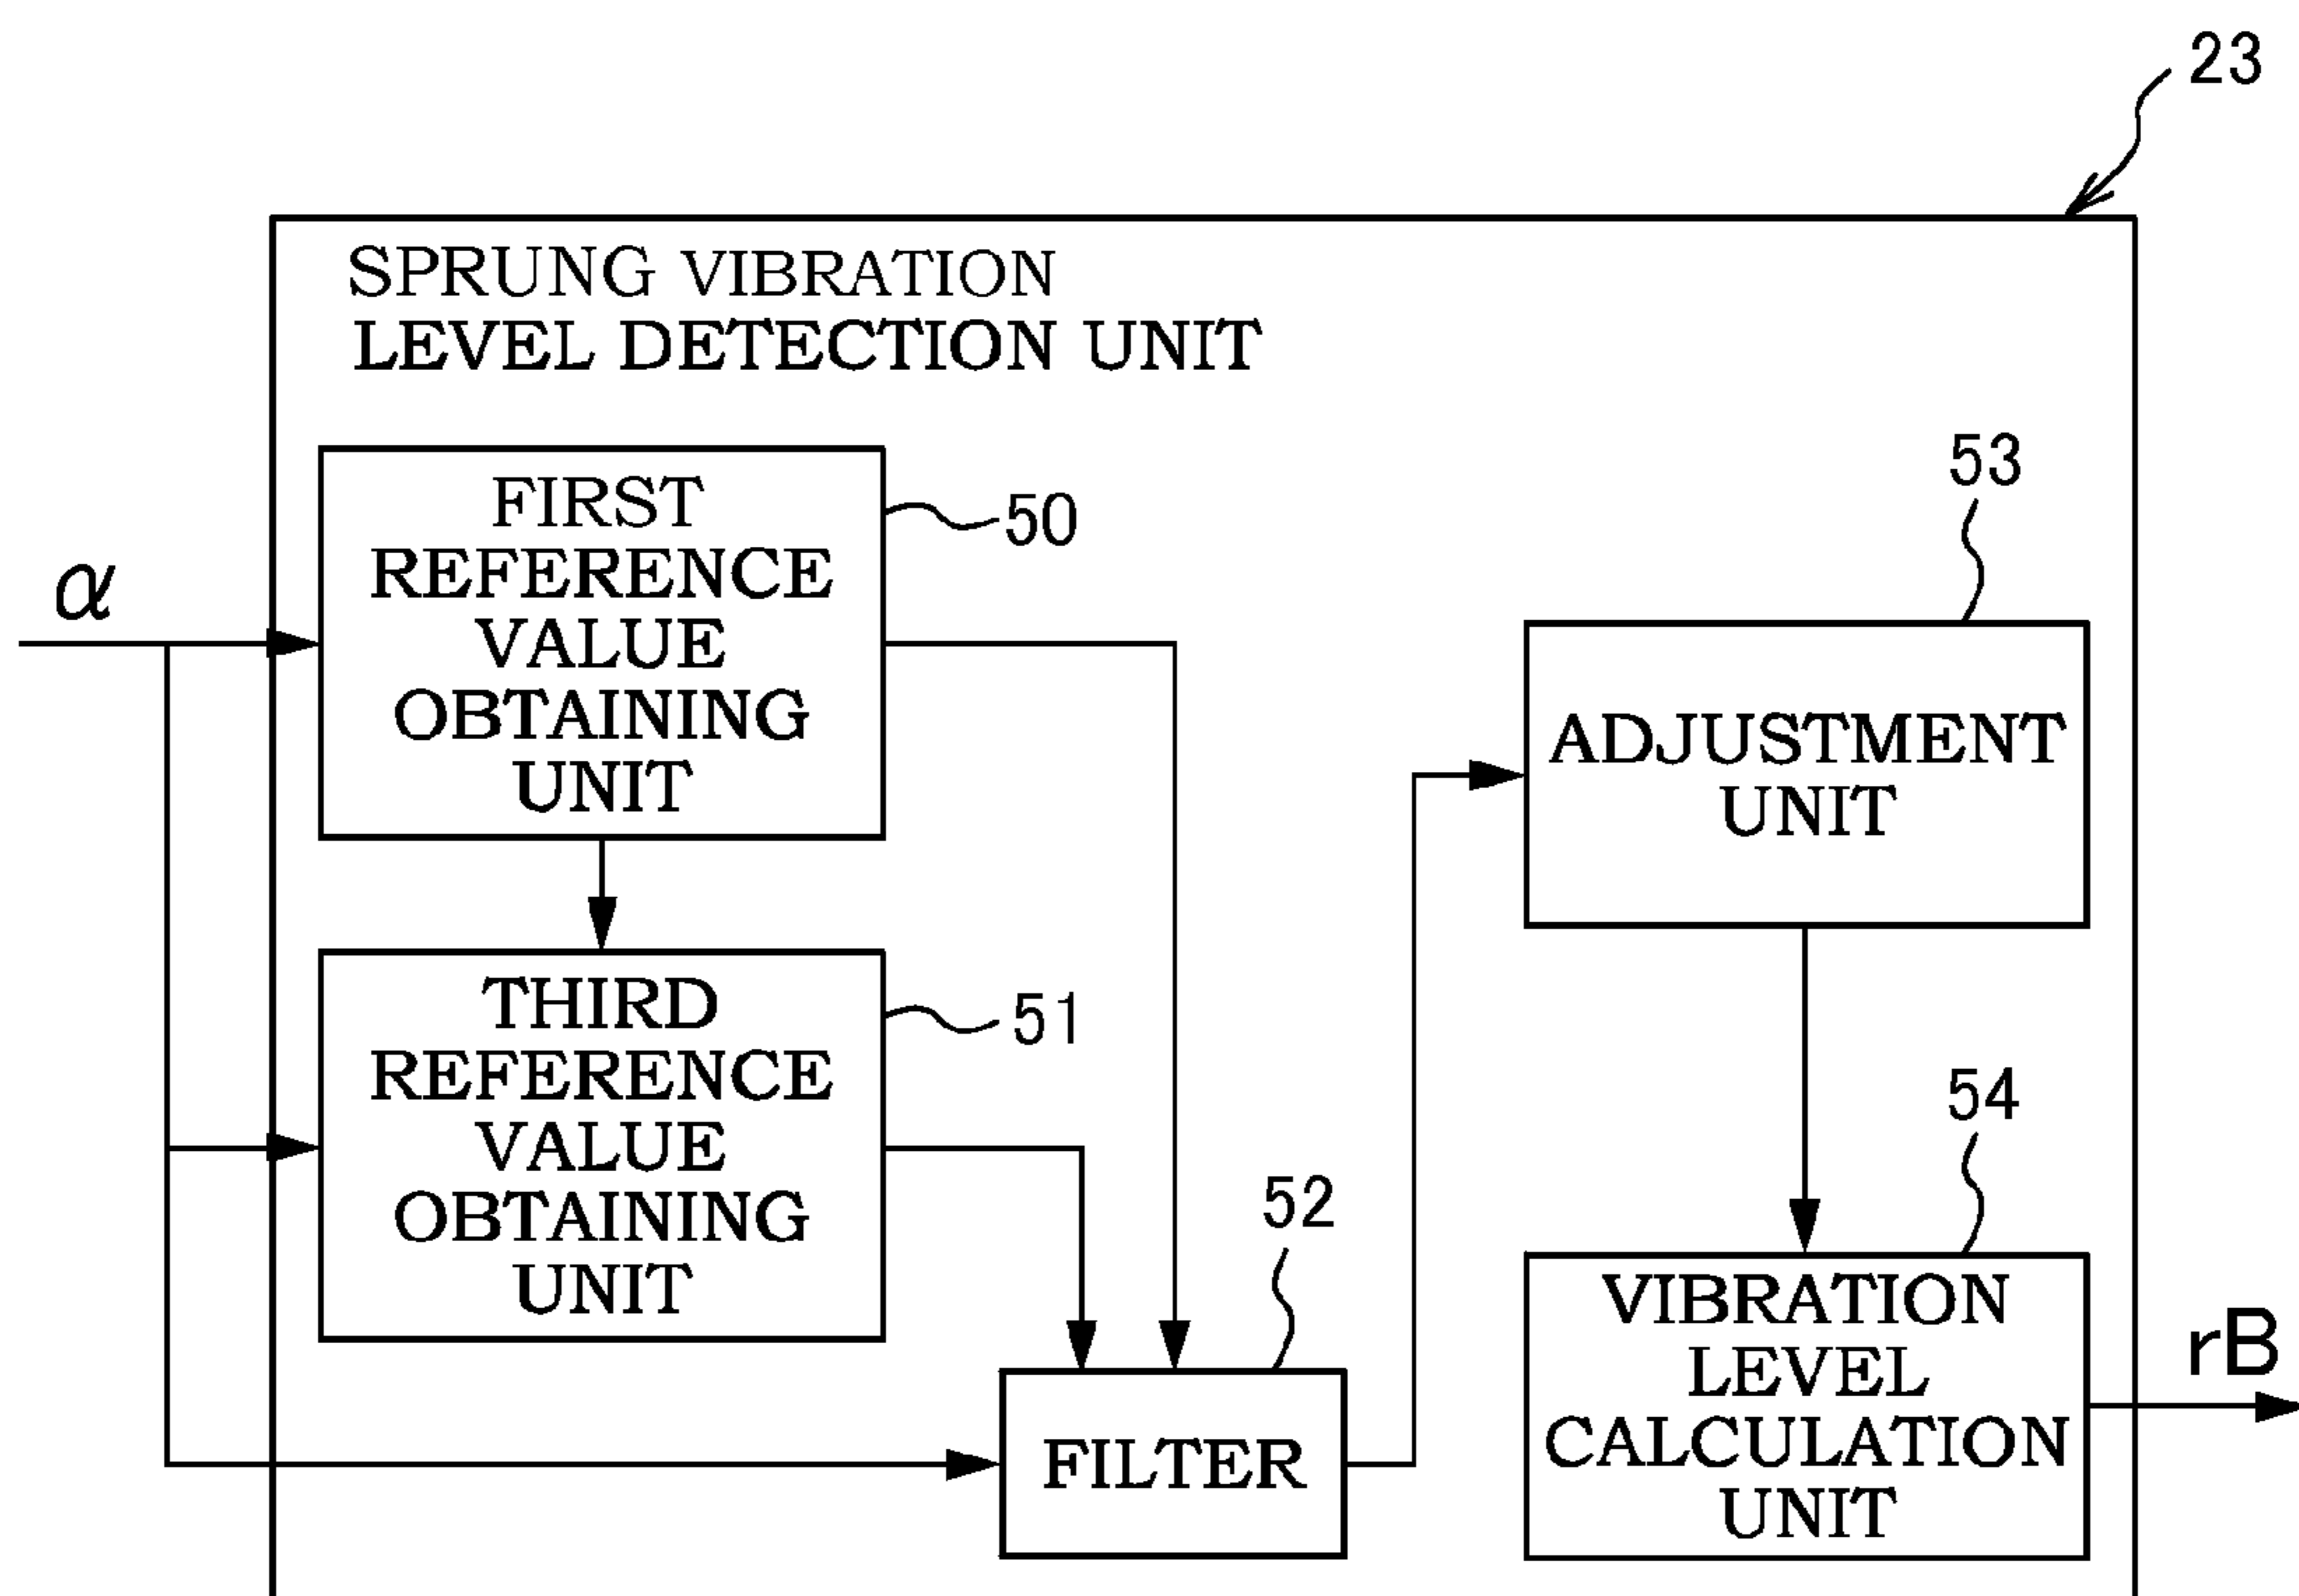 23
SPRUNG VIBRATION
LEVEL DETECTION UNIT
FIRST
REFERENCE
VALUE
OBTAINING
UNIT
50
α
THIRD
REFERENCE
VALUE
OBTAINING
UNIT
51
52
FILTER
53
ADJUSTMENT
UNIT
54
VIBRATION
LEVEL
CALCULATION
UNIT
rB